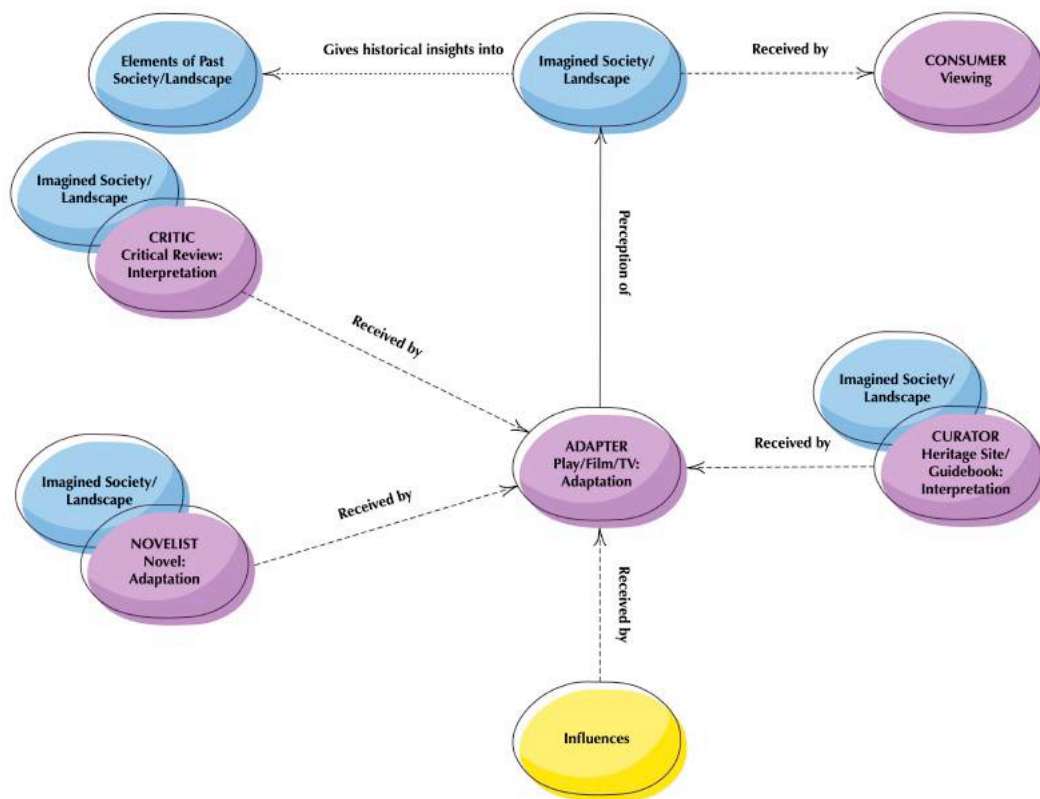 Elements of Past
Society/Landscape
Gives historical insights into
Imagined Society/
Landscape
Received by
CONSUMER
Viewing
Imagined Society/
Landscape
CRITIC
Critical Review:
Interpretation
Perception of
Received by
Imagined Society/
Landscape
ADAPTER
Play/Film/TV:
Adaptation
Received by
CURATOR
Heritage Site/
Guidebook:
Interpretation
Imagined Society/
Landscape
Received by
NOVELIST
Novel:
Adaptation
Received by
Influences